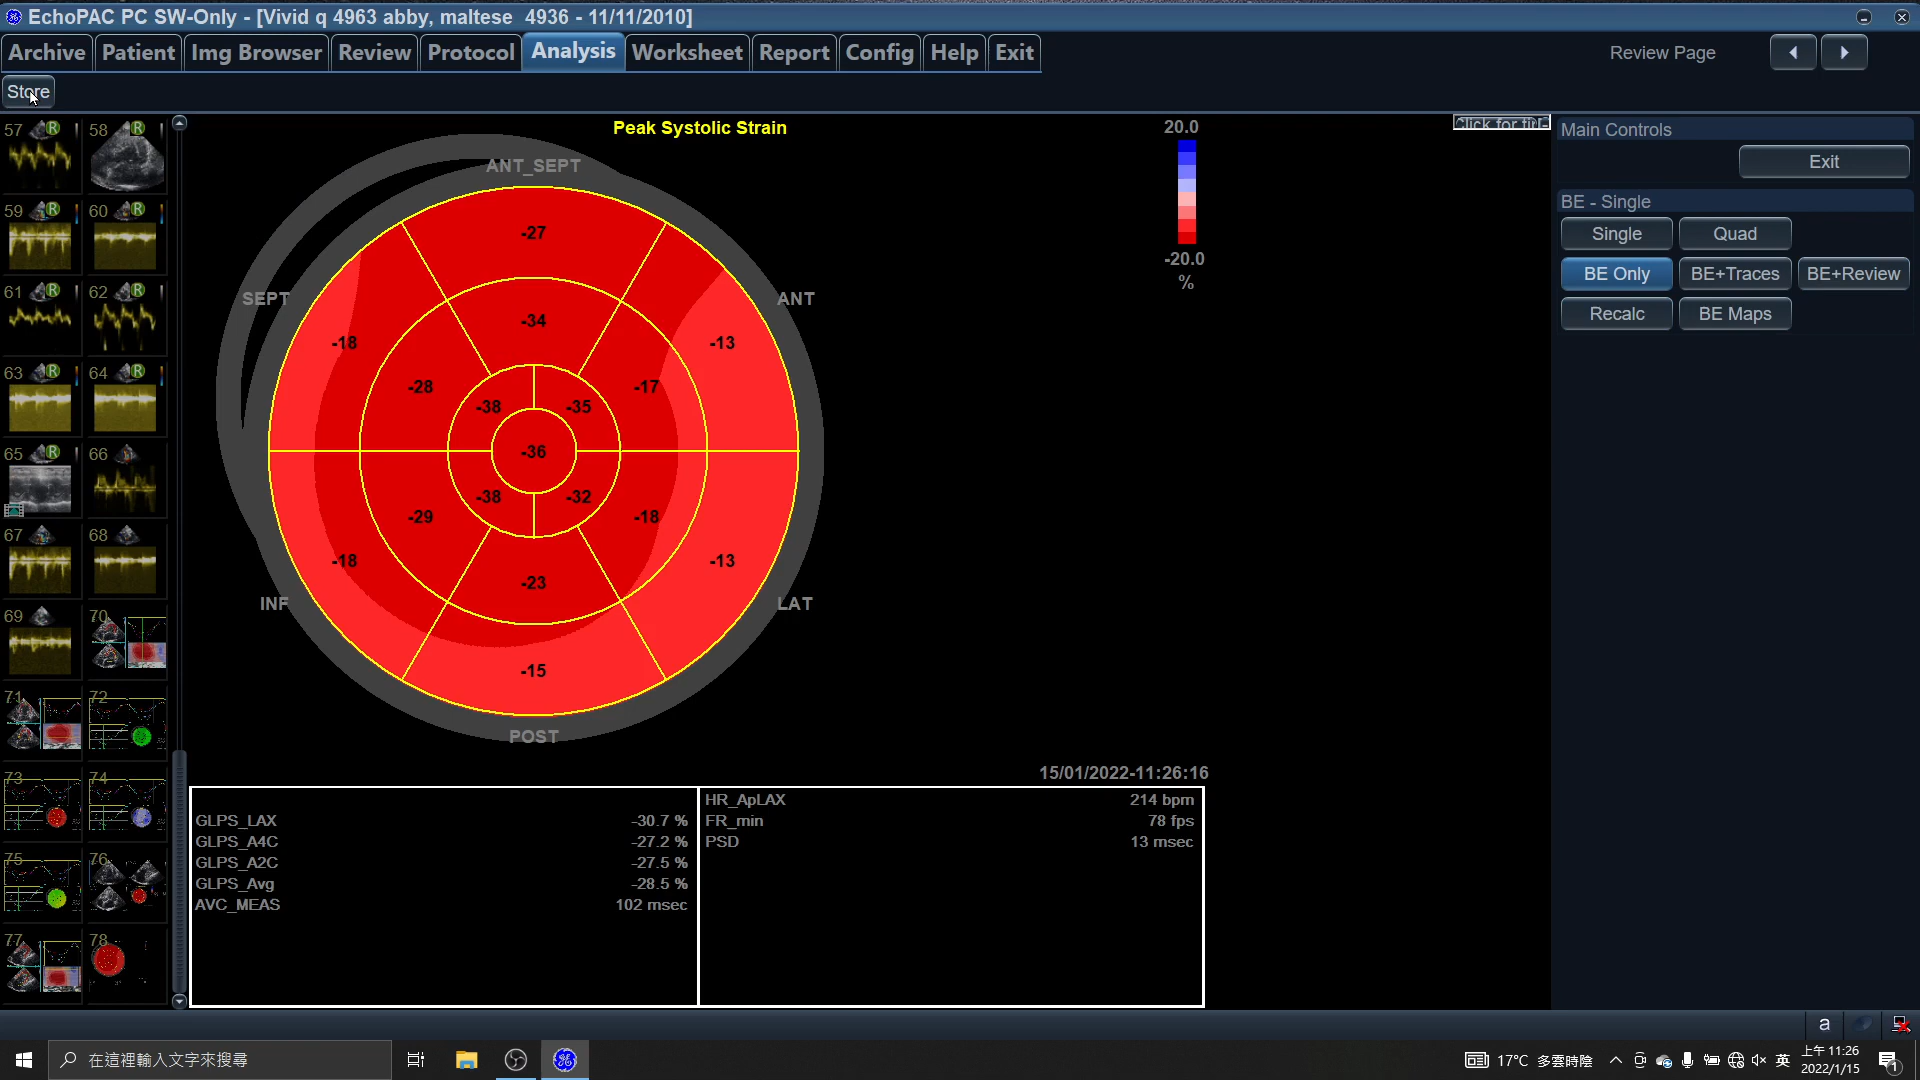 EchoPAC PC SW-Only - [Vivid q 4963 abby, maltese 4936 - 11/11/2010]
Archive Patient Img Browser Review Protocol Analysis Worksheet Report Config Help Exit Review Page
Store
57 R 58 R
59 R 60 R
61 R 62 R
63 R 64 R
65 R 66
67 68
69 70
71 72
73 74
75 76
77 78
Peak Systolic Strain
ANT_SEPT
SEPT
ANT
INF
LAT
POST
-27
-34
-18
-13
-28
-17
-38
-35
-36
-38
-32
-29
-18
-18
-13
-23
-15
20.0
-20.0
%
15/01/2022-11:26:16
GLPS_LAX -30.7 %
GLPS_A4C -27.2 %
GLPS_A2C -27.5 %
GLPS_Avg -28.5 %
AVC_MEAS 102 msec
HR_ApLAX 214 bpm
FR_min 78 fps
PSD 13 msec
Click for
Main Controls
Exit
BE - Single
Single Quad
BE Only BE+Traces BE+Review
Recalc BE Maps
a
在這裡輸入文字來搜尋
17°C 多雲時陰
英
上午 11:26
2022/1/15
1